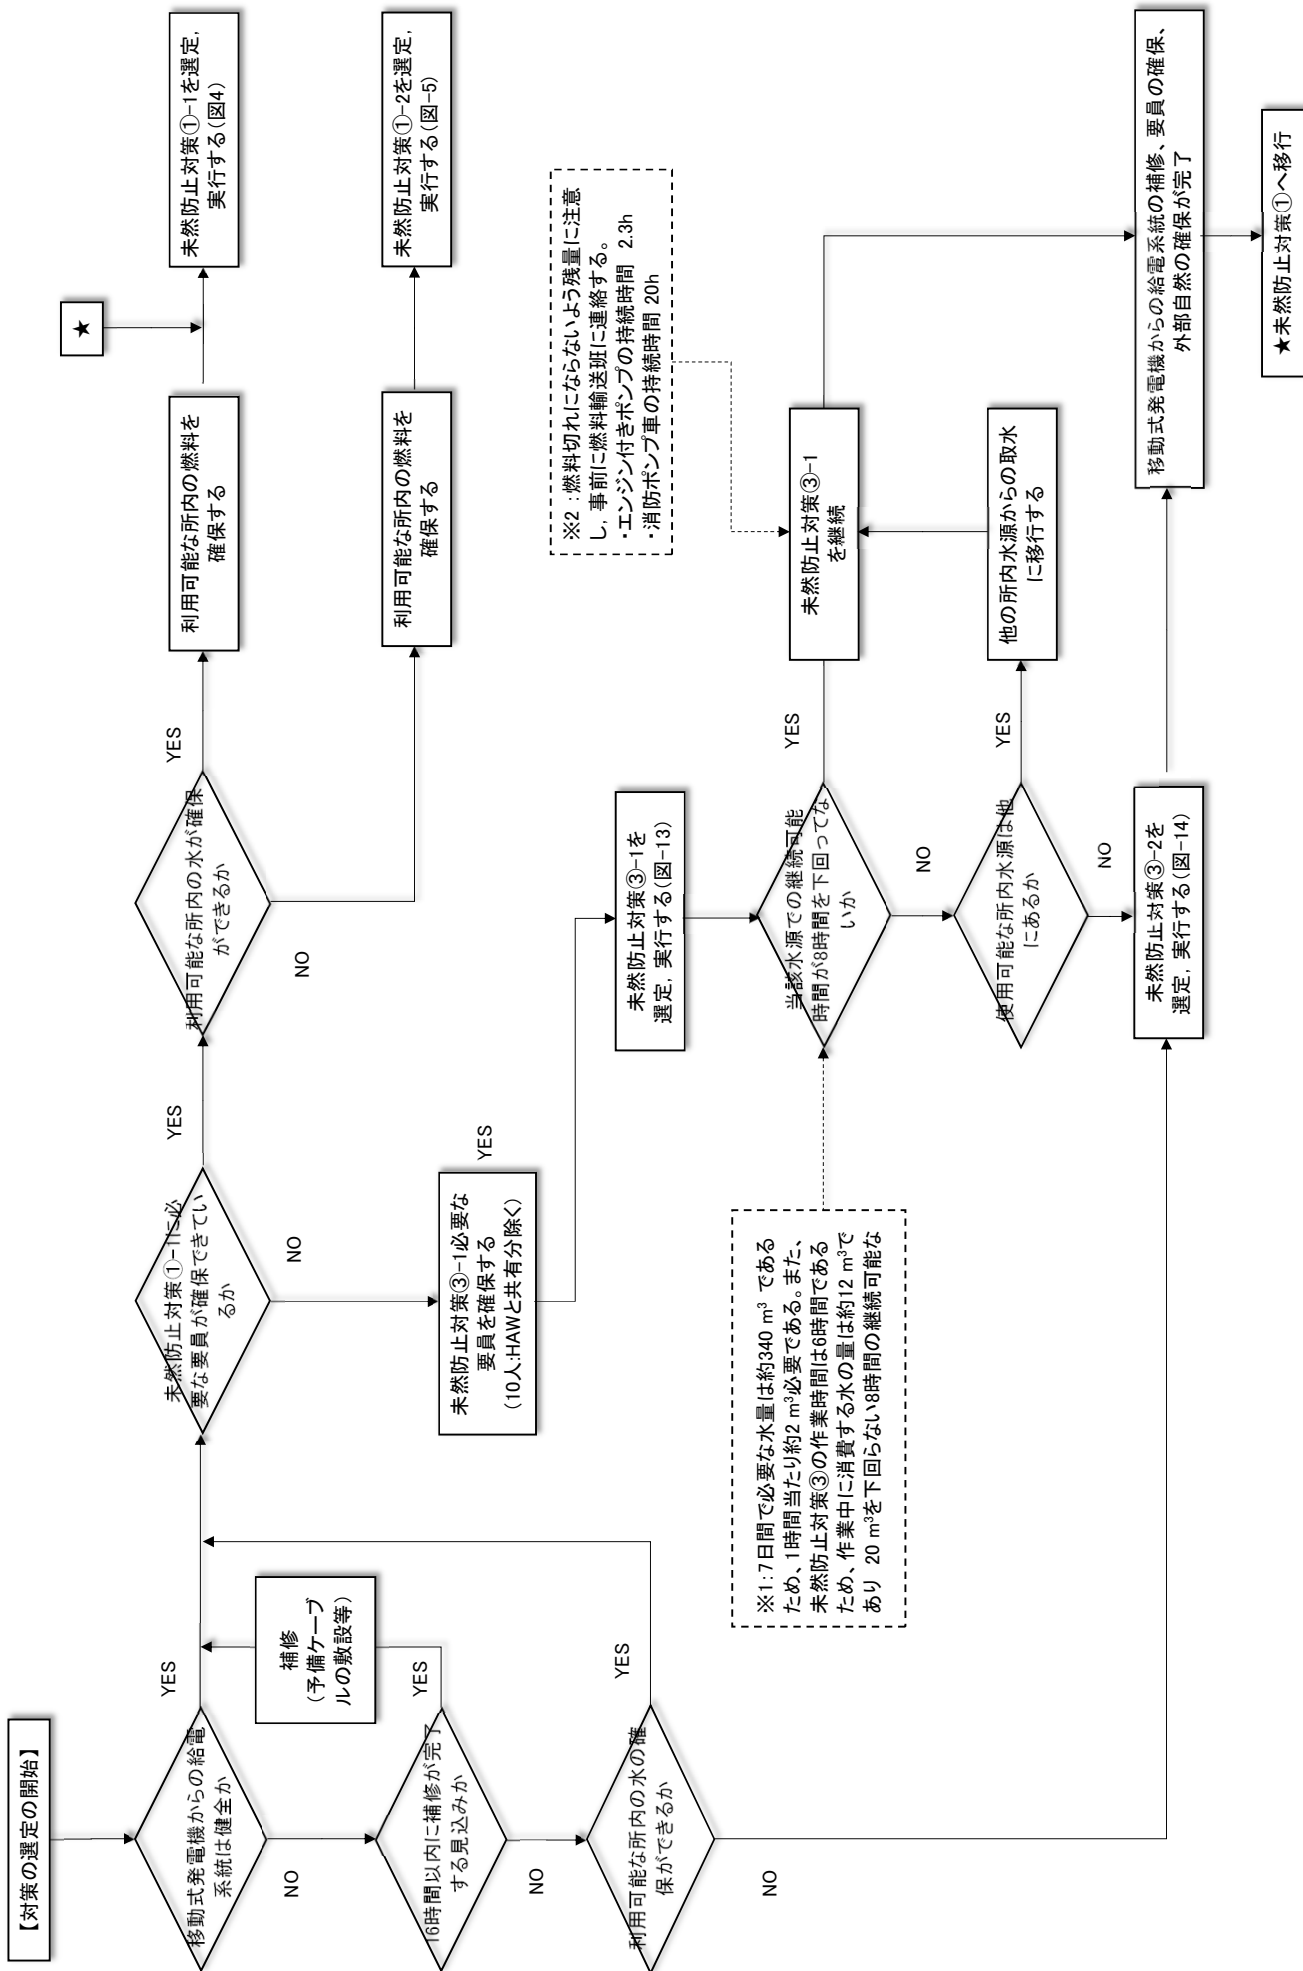 【対策の選定の開始】
移動式発電機からの給電
系統は健全か
YES
NO
補修
(予備ケーブ
ルの敷設等)
16時間以内に補修が完了
する見込みか
YES
NO
利用可能な所内の水の確
保ができるか
YES
NO
未然防止対策①-1に必
要な要員が確保できてい
るか
YES
NO
未然防止対策③-1必要な
要員を確保する
(10人:HAWと共有分除く)
YES
利用可能な所内の水が確保
ができるか
YES
NO
★
利用可能な所内の燃料を
確保する
未然防止対策①-1を選定,
実行する(図4)
利用可能な所内の燃料を
確保する
未然防止対策①-2を選定,
実行する(図-5)
未然防止対策③-1を
選定, 実行する(図-13)
※1:7日間で必要な水量は約340 m³ である
ため、1時間当たり約2 m³必要である。また、
未然防止対策③の作業時間は6時間である
ため、作業中に消費する水の量は約12 m³で
あり 20 m³を下回らない8時間の継続可能な
当該水源での継続可能
時間が8時間を下回ってな
いか
YES
NO
※2:燃料切れにならないよう残量に注意
し, 事前に燃料輸送班に連絡する。
・エンジン付きポンプの持続時間 2.3h
・消防ポンプ車の持続時間 20h
未然防止対策③-1
を継続
使用可能な所内水源は他
にあるか
YES
NO
他の所内水源からの取水
に移行する
未然防止対策③-2を
選定, 実行する(図-14)
移動式発電機からの給電系統の補修、要員の確保、
外部自然の確保が完了
★未然防止対策①へ移行